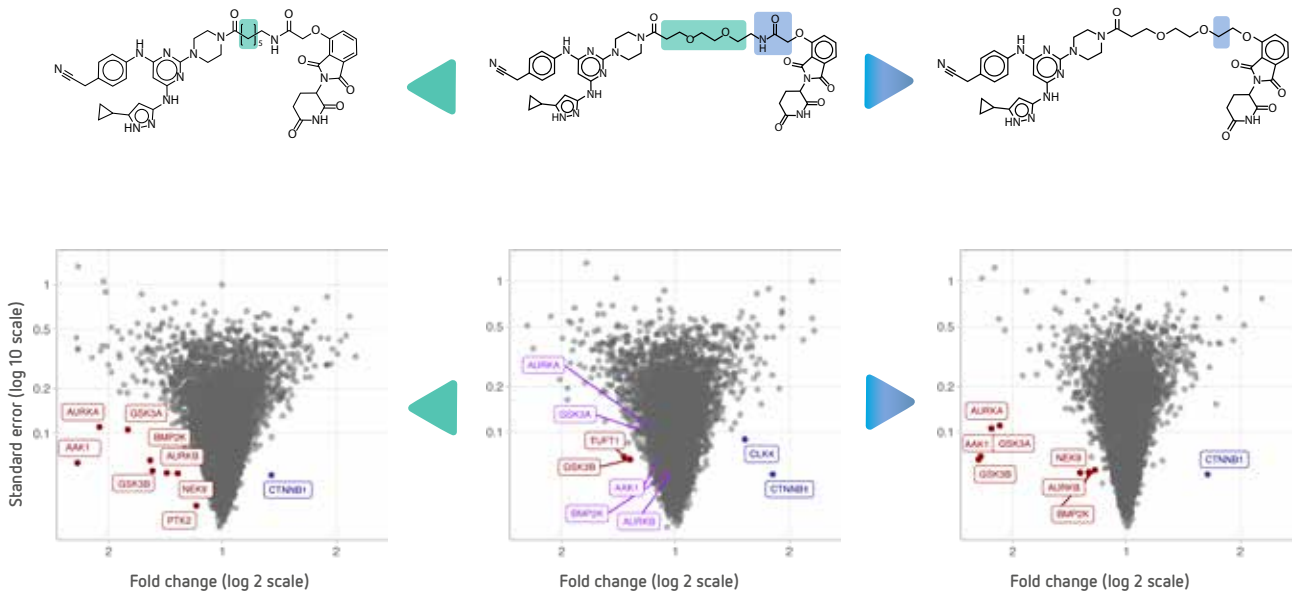 Standard error (log 10 scale)
1
0.5
0.2
0.1
AURKA
GSK3A
BMP2K
AAK1
AURKB
GSK3B
NEK9
CTNNB1
PTK2
2
1
2
Fold change (log 2 scale)
1
0.5
0.2
0.1
AURKA
GSK3A
TUFT1
GSK3B
CLK4
AAK1
CTNNB1
BMP2K
AURKB
2
1
2
Fold change (log 2 scale)
1
0.5
0.2
0.1
AURKA
AAK1
GSK3A
GSK3B
NEK9
AURKB
BMP2K
CTNNB1
2
1
2
Fold change (log 2 scale)